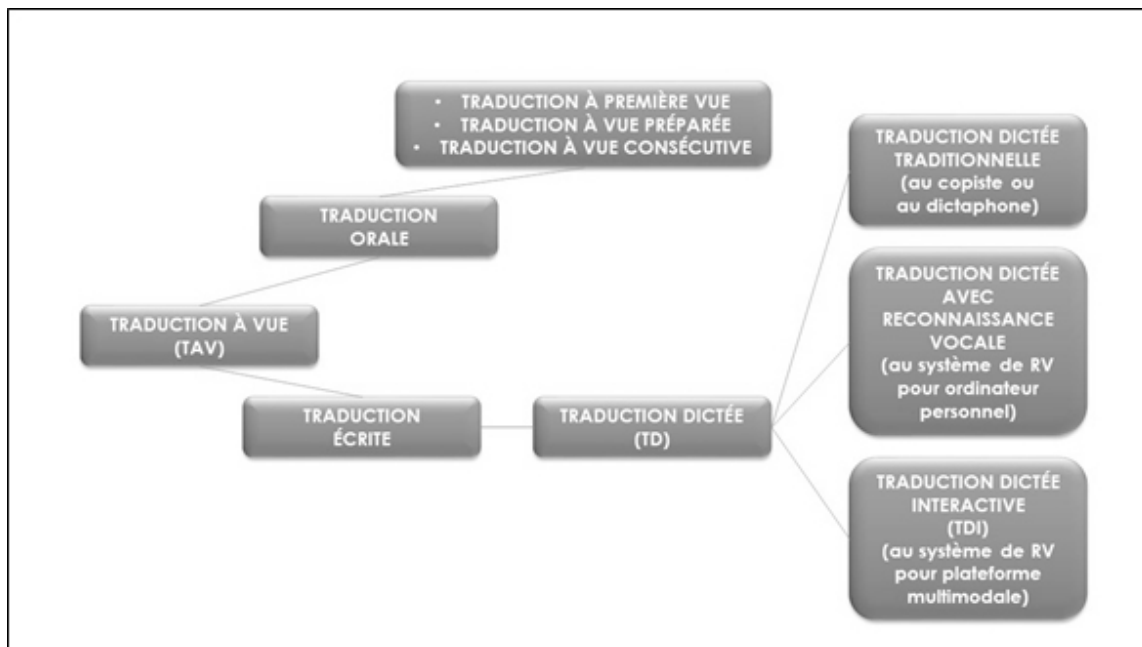 • TRADUCTION À PREMIÈRE VUE
• TRADUCTION À VUE PRÉPARÉE
• TRADUCTION À VUE CONSÉCUTIVE
TRADUCTION
ORALE
TRADUCTION À VUE
(TAV)
TRADUCTION
ÉCRITE
TRADUCTION DICTÉE
(TD)
TRADUCTION DICTÉE
TRADITIONNELLE
(au copiste ou
au dictaphone)
TRADUCTION DICTÉE
AVEC
RECONNAISSANCE
VOCALE
(au système de RV
pour ordinateur
personnel)
TRADUCTION DICTÉE
INTERACTIVE
(TDI)
(au système de RV
pour plateforme
multimodale)